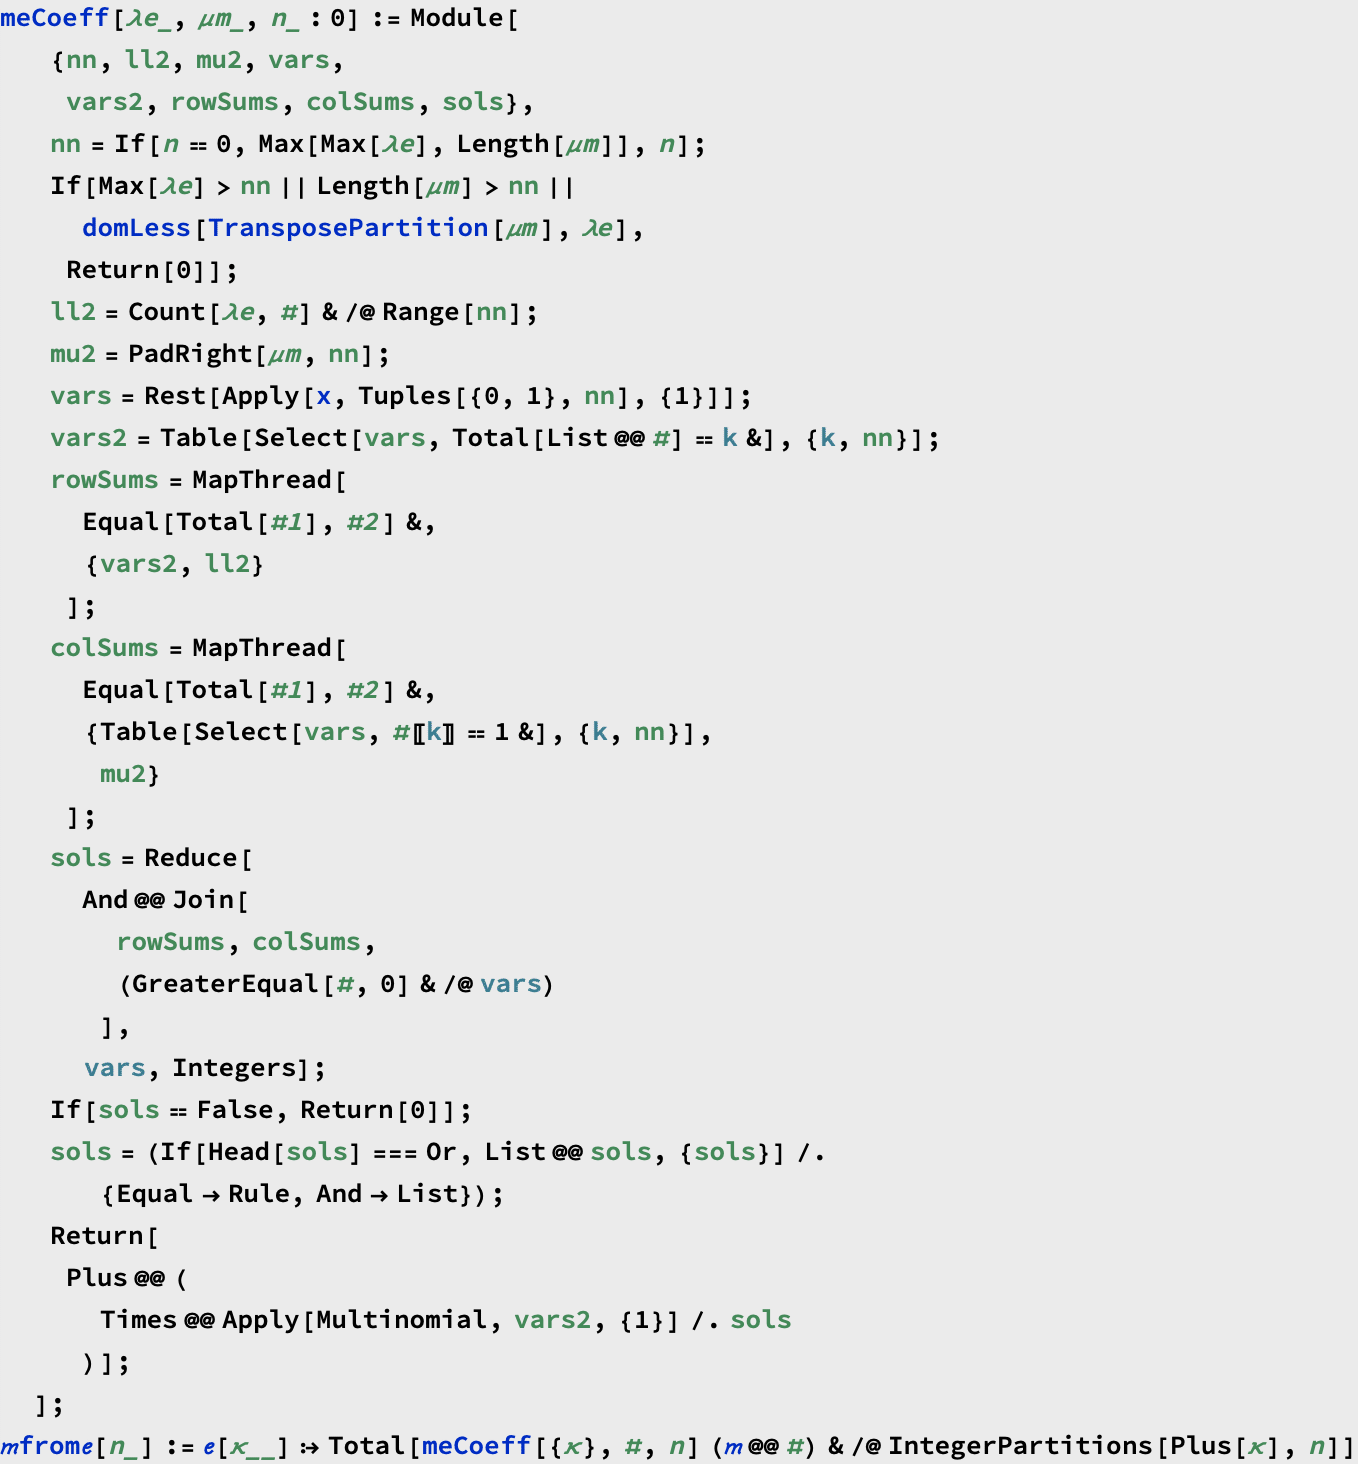 meCoeff[λe_, μm_, n_ : 0] := Module[
{nn, ll2, mu2, vars,
vars2, rowSums, colSums, sols},
nn = If[n == 0, Max[Max[λe], Length[μm]], n];
If[Max[λe] > nn || Length[μm] > nn ||
domLess[TransposePartition[μm], λe],
Return[0]];
ll2 = Count[λe, #] & /@ Range[nn];
mu2 = PadRight[μm, nn];
vars = Rest[Apply[x, Tuples[{0, 1}, nn], {1}]];
vars2 = Table[Select[vars, Total[List @@ #] == k &], {k, nn}];
rowSums = MapThread[
Equal[Total[#1], #2] &,
{vars2, ll2}
];
colSums = MapThread[
Equal[Total[#1], #2] &,
{Table[Select[vars, #〚k〛 == 1 &], {k, nn}],
mu2}
];
sols = Reduce[
And @@ Join[
rowSums, colSums,
(GreaterEqual[#, 0] & /@ vars)
],
vars, Integers];
If[sols == False, Return[0]];
sols = (If[Head[sols] === Or, List @@ sols, {sols}] /.
{Equal → Rule, And → List});
Return[
Plus @@ (
Times @@ Apply[Multinomial, vars2, {1}] /. sols
)];
];
𝑚from𝑒[n_] := 𝑒[κ__] ⧴ Total[meCoeff[{κ}, #, n] (𝑚 @@ #) & /@ IntegerPartitions[Plus[κ], n]]